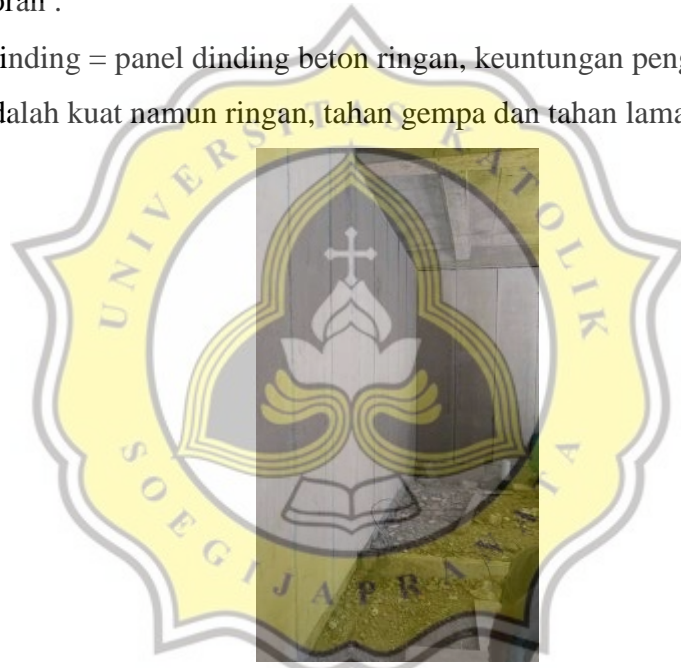 oran :
inding = panel dinding beton ringan, keuntungan peng
dalah kuat namun ringan, tahan gempa dan tahan lama
UNIVERSITAS KATOLIK
SOEGIJAPRANATA